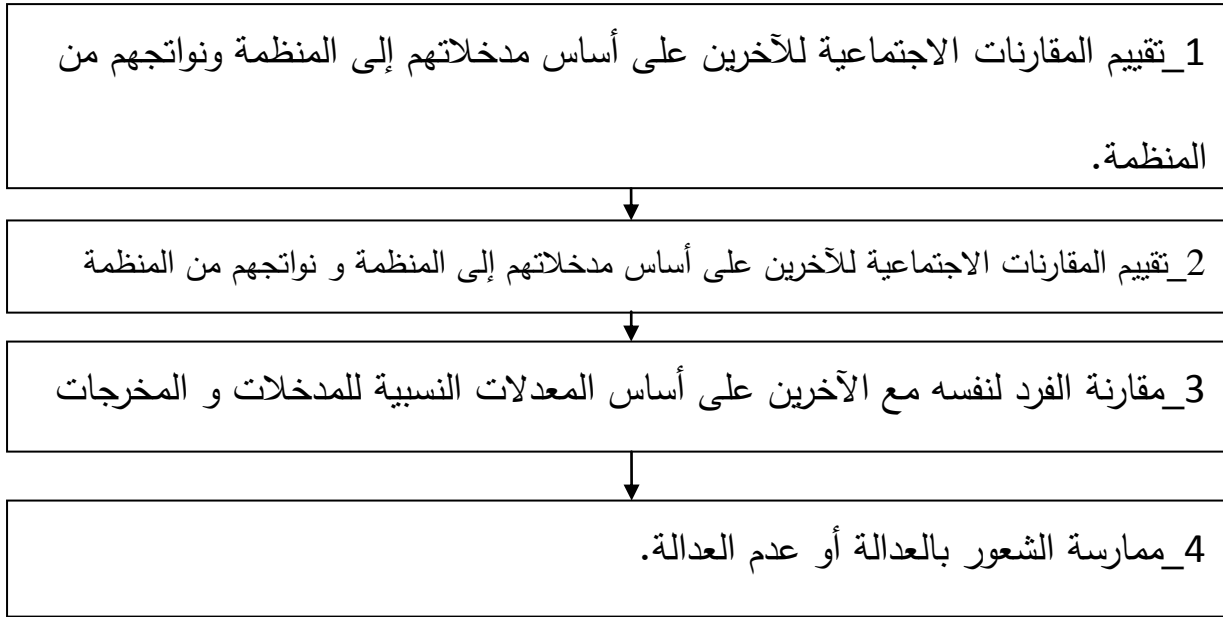 1_تقييم المقارنات الاجتماعية للآخرين على أساس مدخلاتهم إلى المنظمة ونواتجهم من
المنظمة.
2_تقييم المقارنات الاجتماعية للآخرين على أساس مدخلاتهم إلى المنظمة و نواتجهم من المنظمة
3_مقارنة الفرد لنفسه مع الآخرين على أساس المعدلات النسبية للمدخلات و المخرجات
4_ممارسة الشعور بالعدالة أو عدم العدالة.